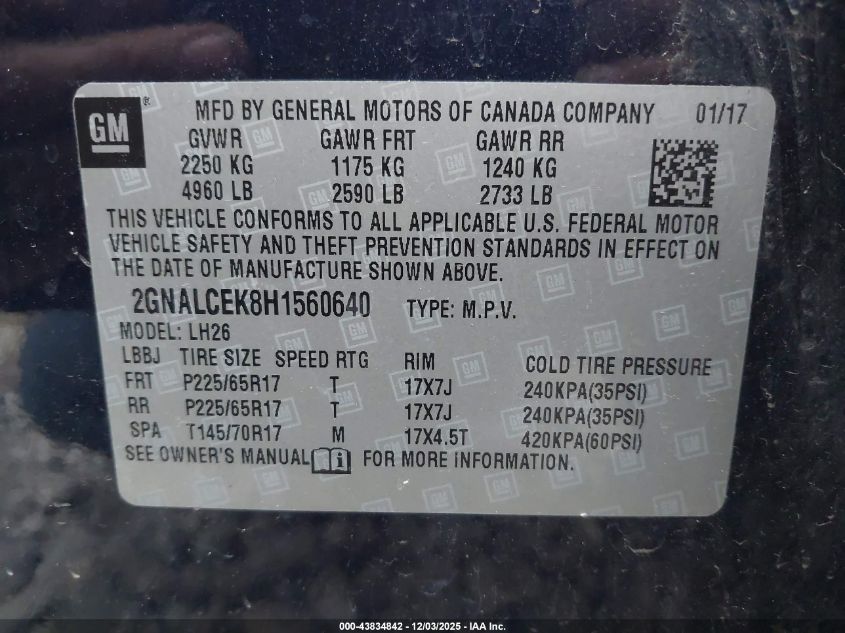 GM ®
MFD BY GENERAL MOTORS OF CANADA COMPANY 01/17
GVWR GAWR FRT GAWR RR
2250 KG 1175 KG 1240 KG
4960 LB 2590 LB 2733 LB
THIS VEHICLE CONFORMS TO ALL APPLICABLE U.S. FEDERAL MOTOR
VEHICLE SAFETY AND THEFT PREVENTION STANDARDS IN EFFECT ON
THE DATE OF MANUFACTURE SHOWN ABOVE.
2GNALCEK8H1560640 TYPE: M.P.V.
MODEL: LH26
LBBJ TIRE SIZE SPEED RTG RIM COLD TIRE PRESSURE
FRT P225/65R17 T 17X7J 240KPA(35PSI)
RR P225/65R17 T 17X7J 240KPA(35PSI)
SPA T145/70R17 M 17X4.5T 420KPA(60PSI)
SEE OWNER'S MANUAL i FOR MORE INFORMATION.
000-43834842 - 12/03/2025 - IAA Inc.